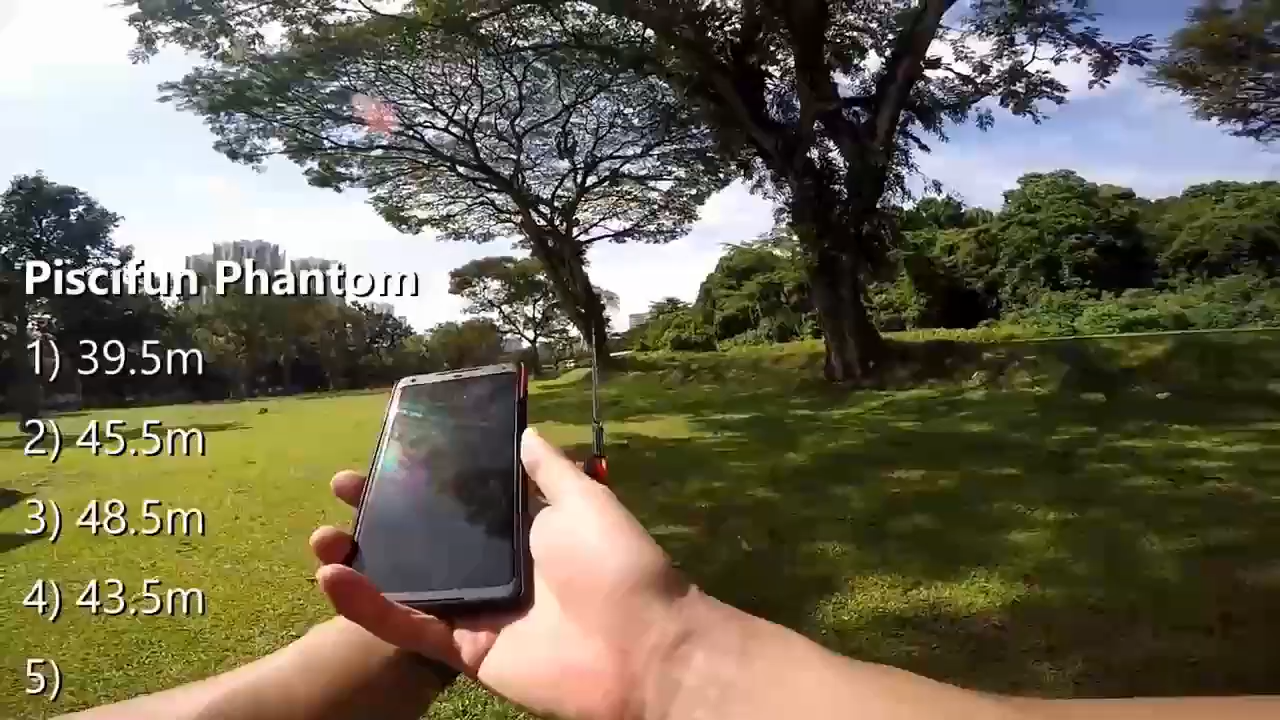 Piscifun Phantom
1) 39.5m
2) 45.5m
3) 48.5m
4) 43.5m
5)